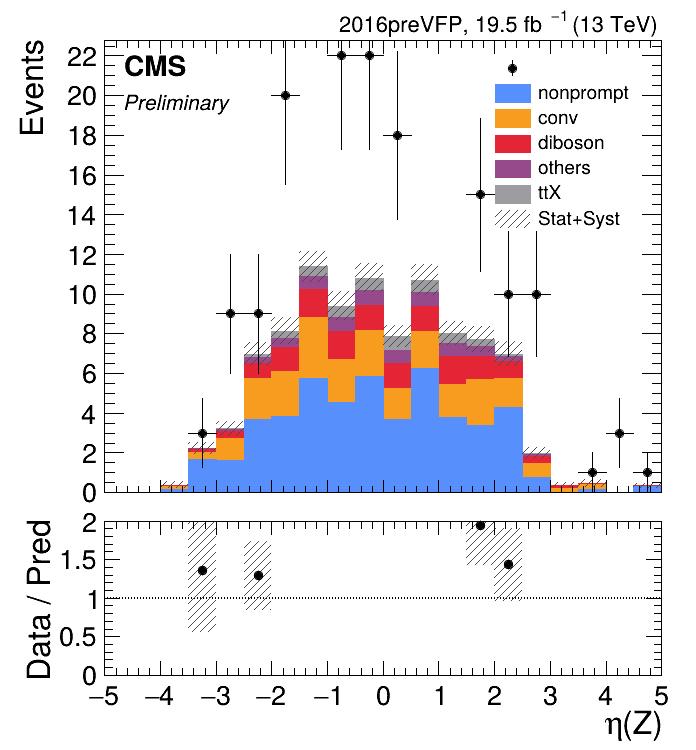 2016preVFP, 19.5 fb⁻¹ (13 TeV)
CMS
Preliminary
Events
22
20
18
16
14
12
10
8
6
4
2
0
nonprompt
conv
diboson
others
ttX
Stat+Syst
Data / Pred
2
1.5
1
0.5
0
−5 −4 −3 −2 −1 0 1 2 3 4 5
η(Z)